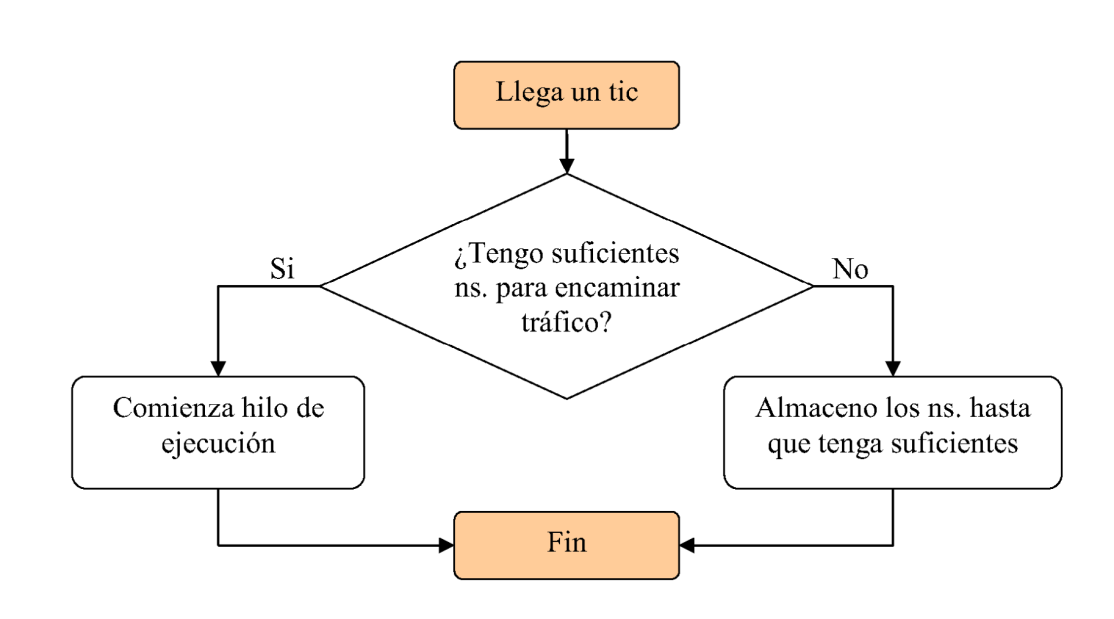 Llega un tic
¿Tengo suficientes
ns. para encaminar
tráfico?
Si
No
Comienza hilo de
ejecución
Almaceno los ns. hasta
que tenga suficientes
Fin